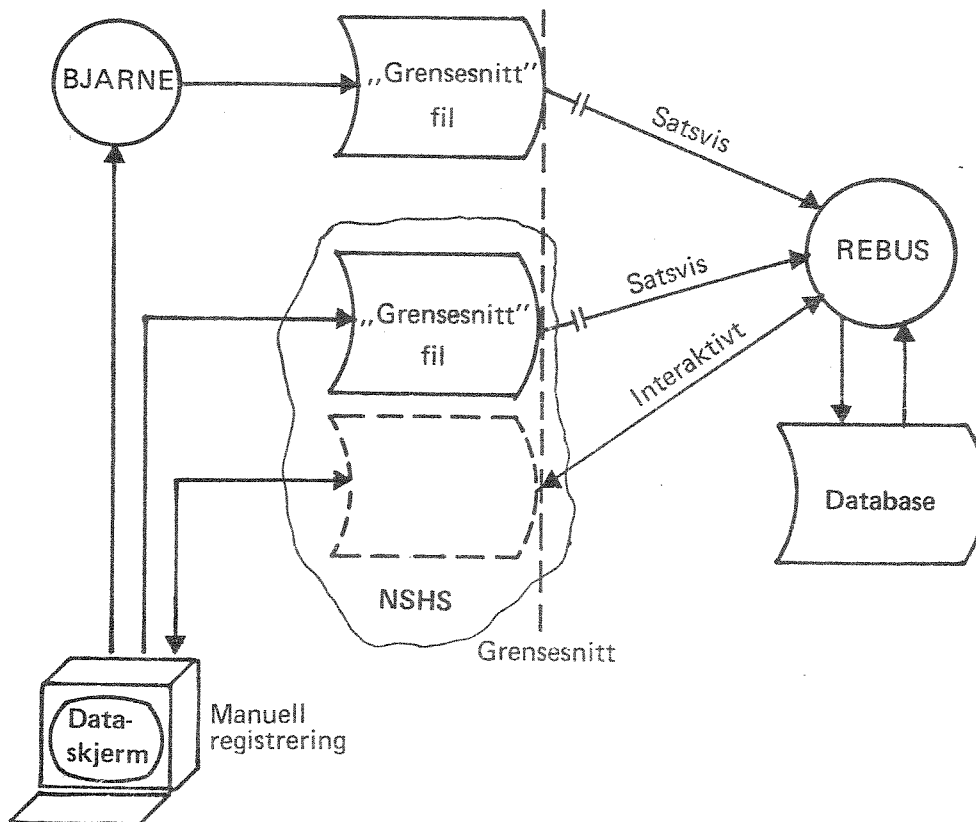 BJARNE
„Grensesnitt”
fil
Satsvis
REBUS
„Grensesnitt”
fil
Satsvis
Interaktivt
Database
NSHS
Grensesnitt
Data-
skjerm
Manuell
registrering